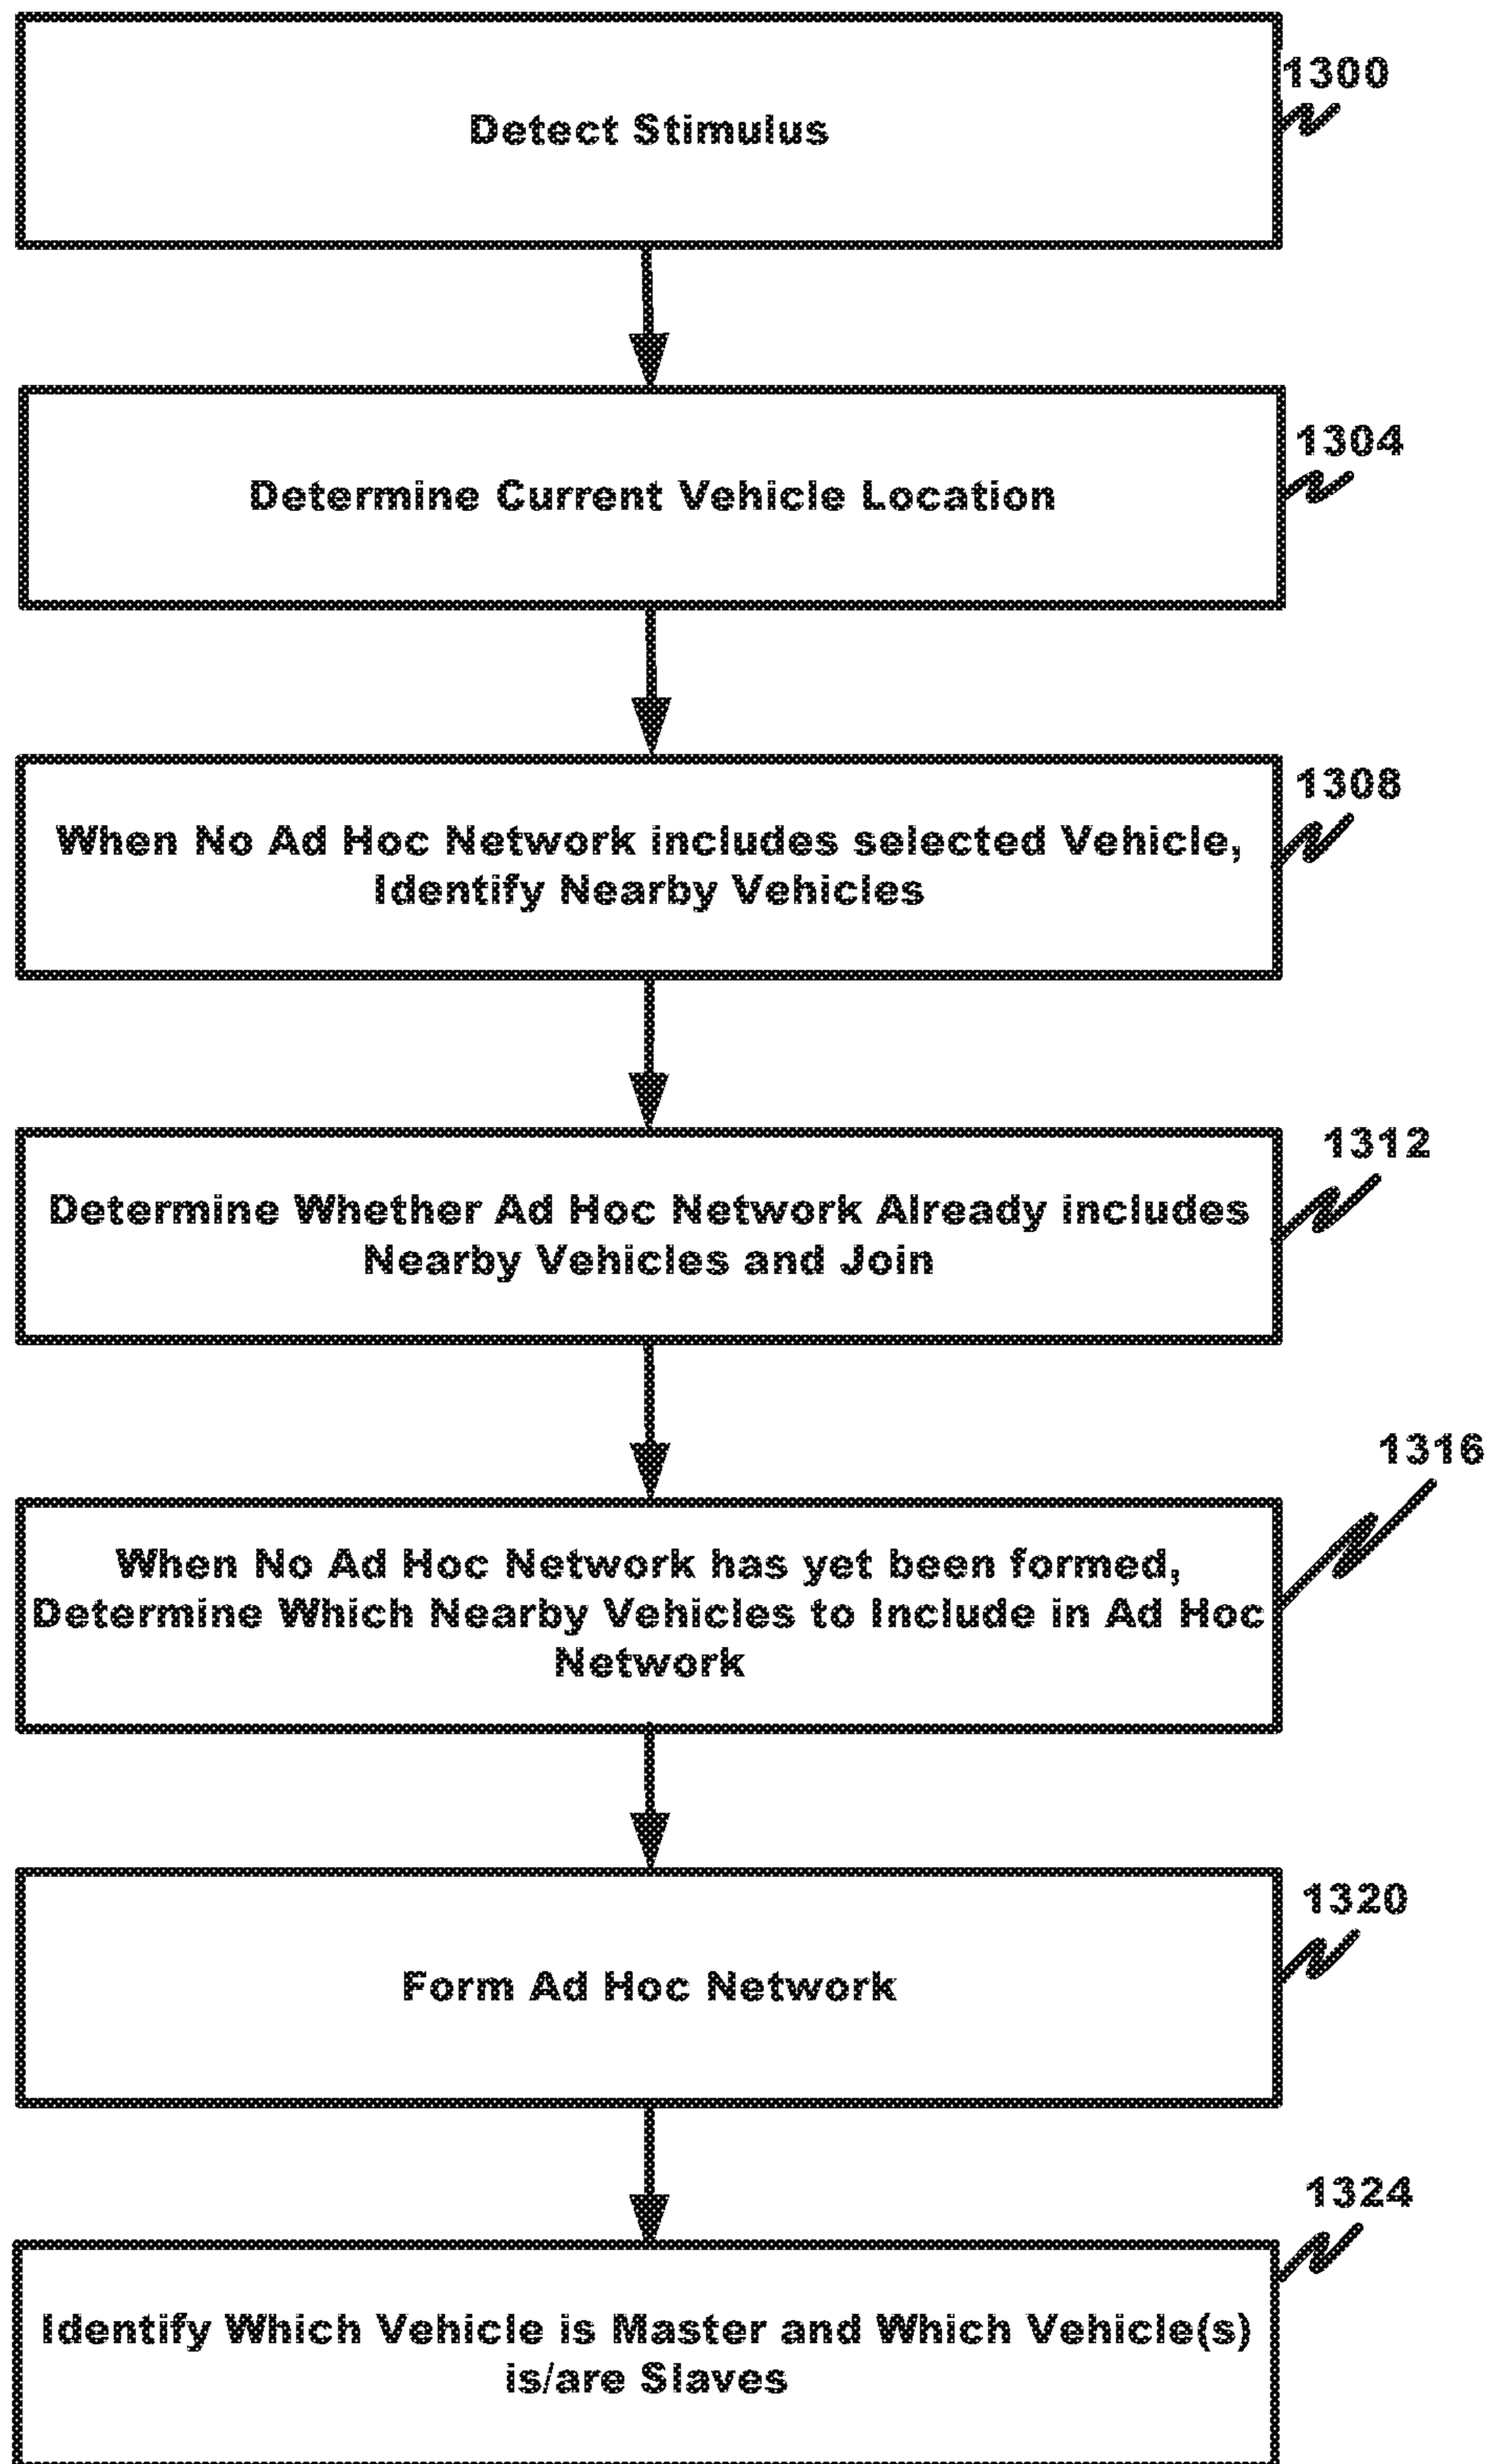 1300
Detect Stimulus
1304
Determine Current Vehicle Location
1308
When No Ad Hoc Network includes selected Vehicle,
Identify Nearby Vehicles
1312
Determine Whether Ad Hoc Network Already includes
Nearby Vehicles and Join
1316
When No Ad Hoc Network has yet been formed,
Determine Which Nearby Vehicles to Include in Ad Hoc
Network
1320
Form Ad Hoc Network
1324
Identify Which Vehicle is Master and Which Vehicle(s)
is/are Slaves